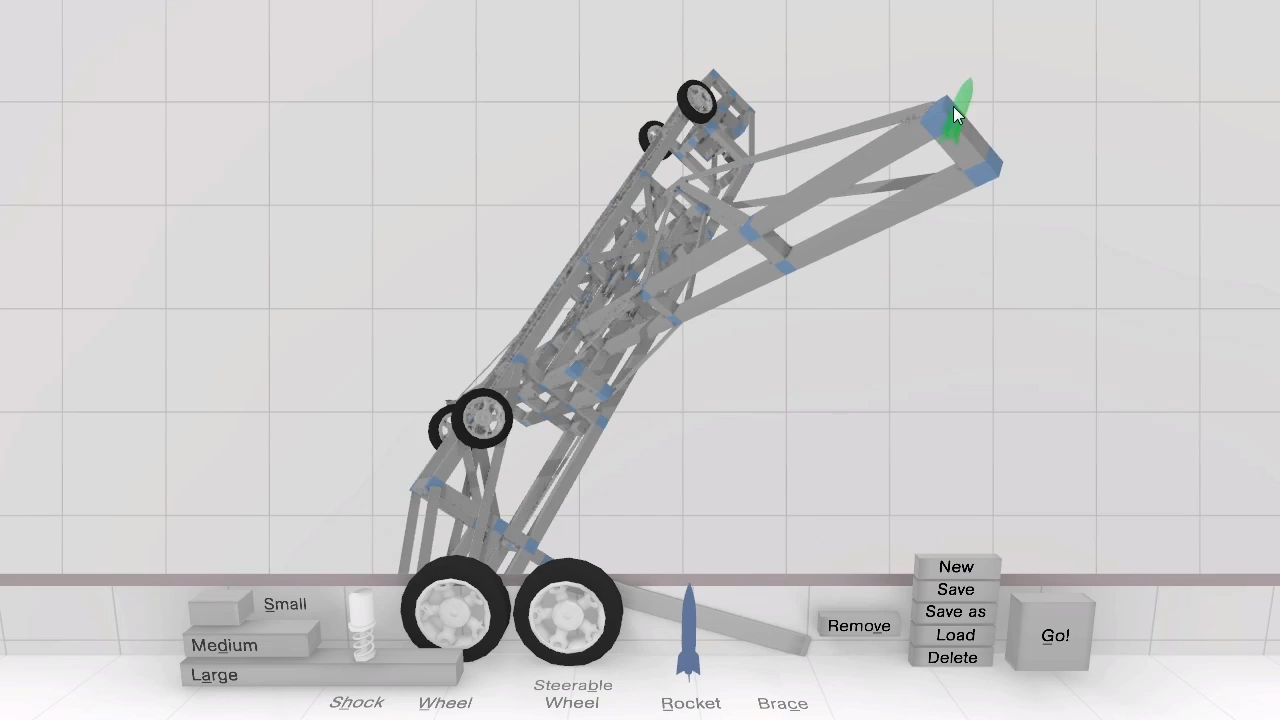 Small
Medium
Large
Shock
Wheel
Steerable
Wheel
Rocket
Brace
Remove
New
Save
Save as
Load
Delete
Go!